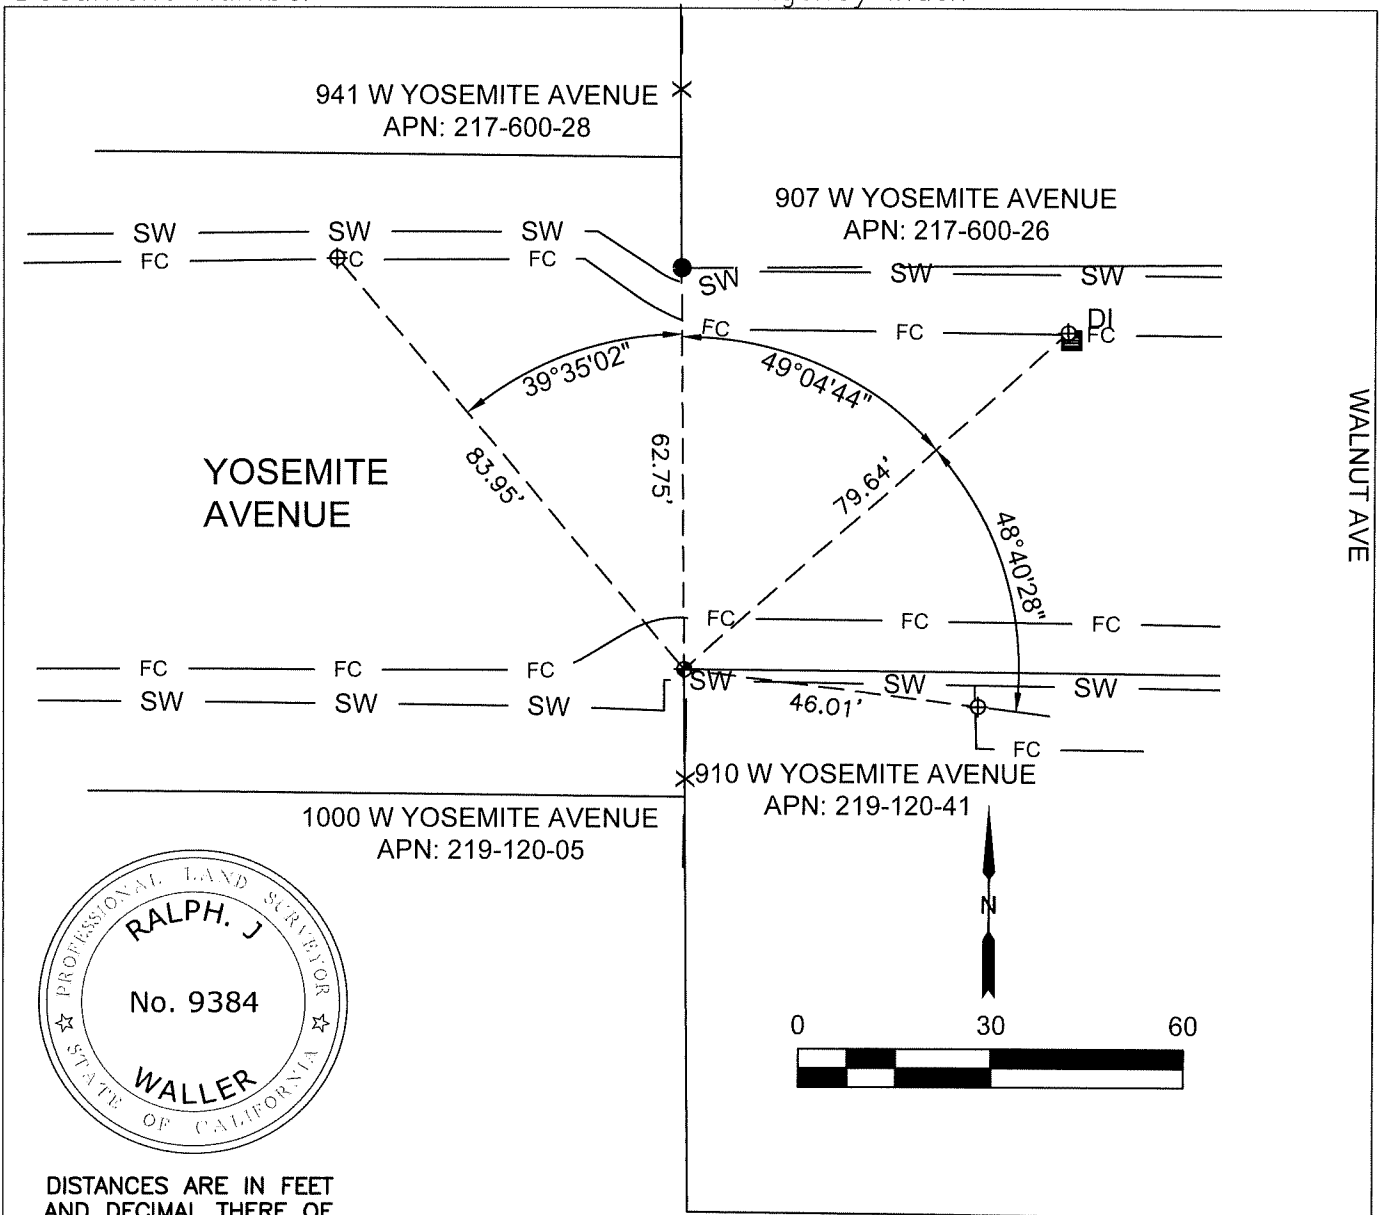 941 W YOSEMITE AVENUE
APN: 217-600-28
907 W YOSEMITE AVENUE
APN: 217-600-26
SW SW SW
FC FC FC
SW SW SW
DI
FC FC FC
39°35'02"
49°04'44"
WALNUT AVE
YOSEMITE
AVENUE
83.95'
62.75'
79.64'
48°40'28"
FC FC FC
FC FC FC
SW SW SW
SW SW SW
46.01'
FC
910 W YOSEMITE AVENUE
APN: 219-120-41
1000 W YOSEMITE AVENUE
APN: 219-120-05
N
0 30 60
PROFESSIONAL LAND SURVEYOR
RALPH. J
No. 9384
WALLER
STATE OF CALIFORNIA
DISTANCES ARE IN FEET
AND DECIMAL THERE OF